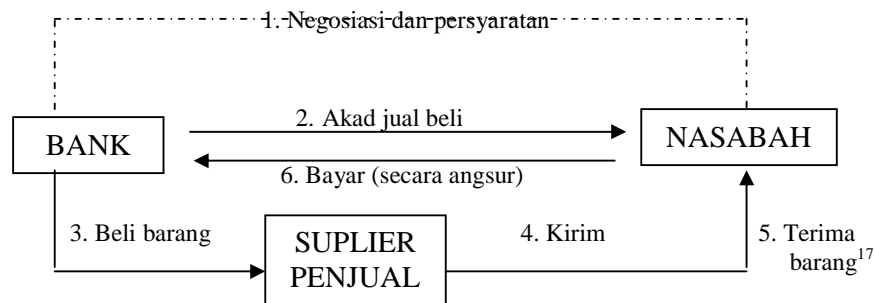 1. Negosiasi dan persyaratan
2. Akad jual beli
BANK
NASABAH
6. Bayar (secara angsur)
3. Beli barang
SUPLIER
PENJUAL
4. Kirim
5. Terima
barang17